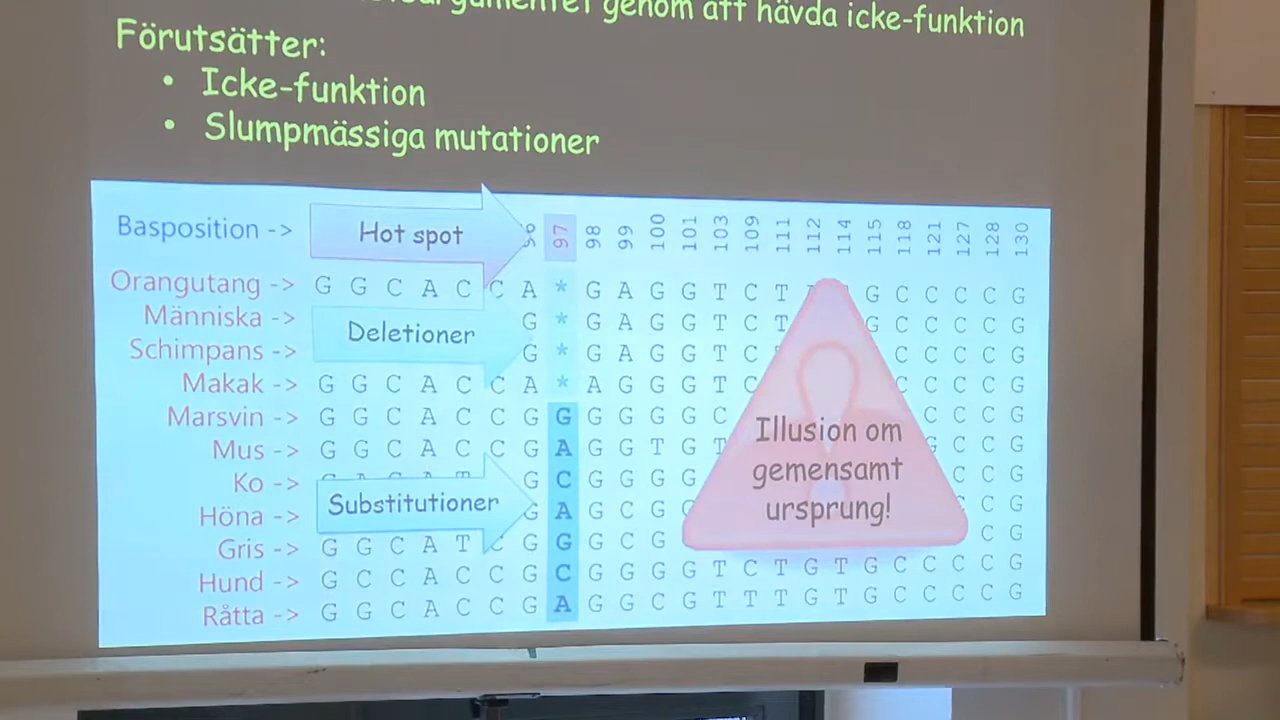 genom att hävda icke-funktion
Förutsätter:
• Icke-funktion
• Slumpmässiga mutationer
Basposition -> Hot spot 97 98 99 100 101 103 109 111 112 114 115 118 121 127 128 130
Orangutang -> G G C A C C A * G A G G T C T G C C C C G
Människa -> G * G A G G T C T G C C C C G
Deletioner
Schimpans -> G * G A G G T C C C C C G
Makak -> G G C A C C A * A G G G T C C C C C G
Marsvin -> G G C A C C G G G G G G C C C C G
Mus -> G G C A C C G A G G T G T G C C G
Illusion om
gemensamt
ursprung!
Ko -> G C G G G G C C G
Substitutioner
Höna -> G A G C G C G
Gris -> G G C A T C G G G C G C G
Hund -> G C C A C C G C G G G G T C T G T G C C C C G
Råtta -> G G C A C C G A G G C G T T T G T G C C C C G